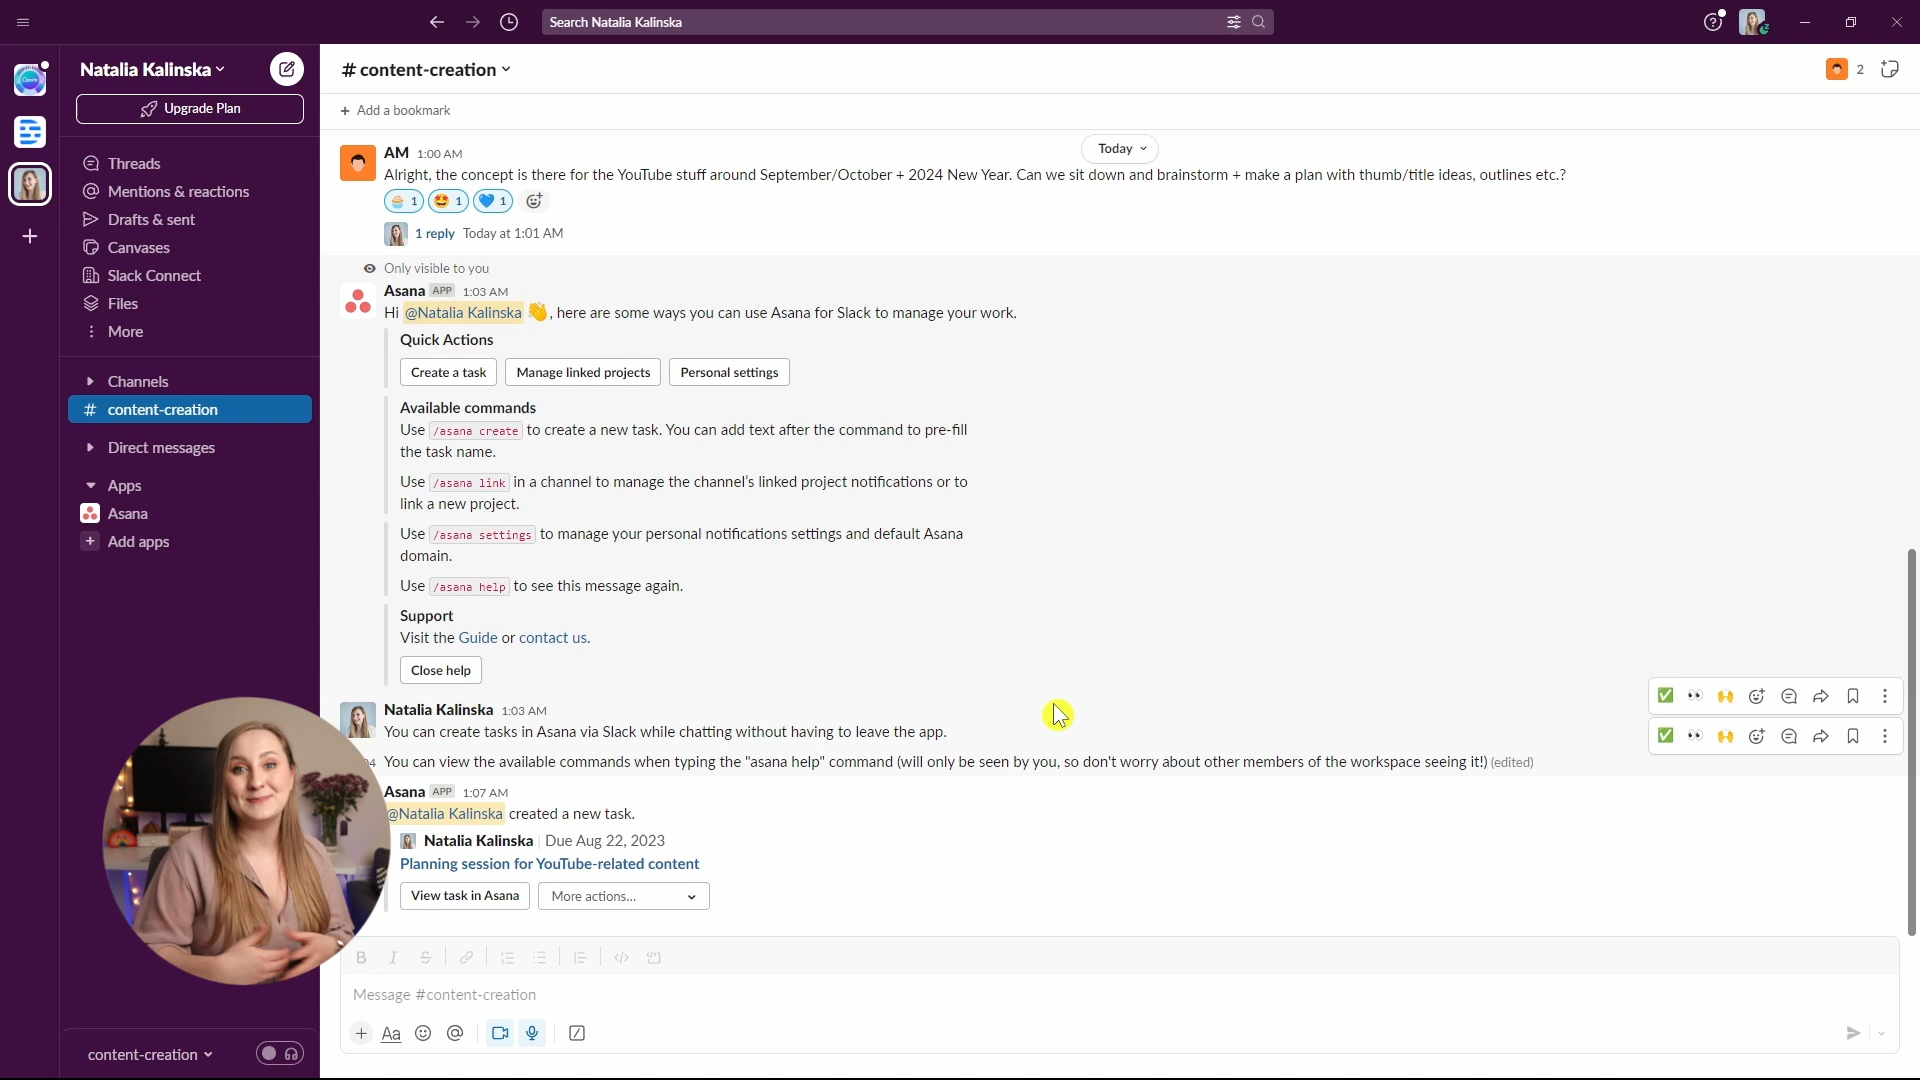 Search Natalia Kalinska
Natalia Kalinska
Upgrade Plan
Threads
Mentions & reactions
Drafts & sent
Canvases
Slack Connect
Files
More
Channels
# content-creation
Direct messages
Apps
Asana
Add apps
content-creation
# content-creation
2
Add a bookmark
Today
AM 1:00 AM
Alright, the concept is there for the YouTube stuff around September/October + 2024 New Year. Can we sit down and brainstorm + make a plan with thumb/title ideas, outlines etc.?
1 1 1
1 reply Today at 1:01 AM
Only visible to you
Asana APP 1:03 AM
Hi @Natalia Kalinska 👋, here are some ways you can use Asana for Slack to manage your work.
Quick Actions
Create a task Manage linked projects Personal settings
Available commands
Use /asana create to create a new task. You can add text after the command to pre-fill
the task name.
Use /asana link in a channel to manage the channel's linked project notifications or to
link a new project.
Use /asana settings to manage your personal notifications settings and default Asana
domain.
Use /asana help to see this message again.
Support
Visit the Guide or contact us.
Close help
Natalia Kalinska 1:03 AM
You can create tasks in Asana via Slack while chatting without having to leave the app.
You can view the available commands when typing the "asana help" command (will only be seen by you, so don't worry about other members of the workspace seeing it!) (edited)
Asana APP 1:07 AM
@Natalia Kalinska created a new task.
Natalia Kalinska Due Aug 22, 2023
Planning session for YouTube-related content
View task in Asana More actions...
Message #content-creation
Aa